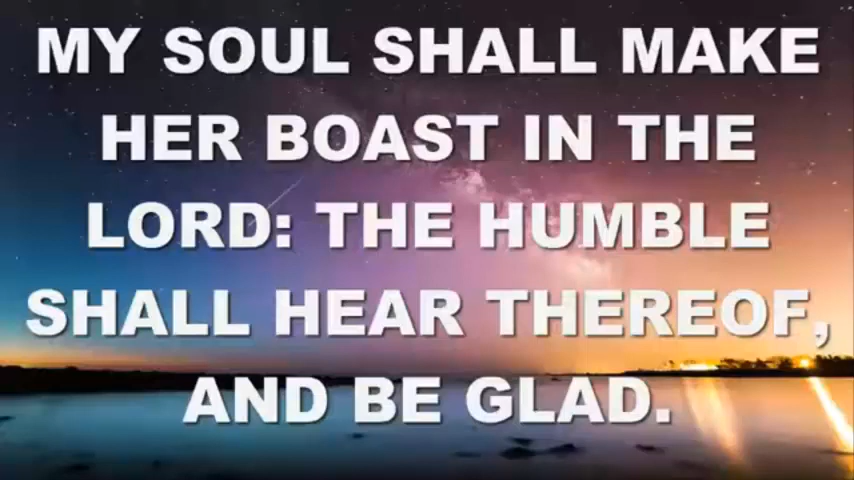 MY SOUL SHALL MAKE
HER BOAST IN THE
LORD: THE HUMBLE
SHALL HEAR THEREOF,
AND BE GLAD.